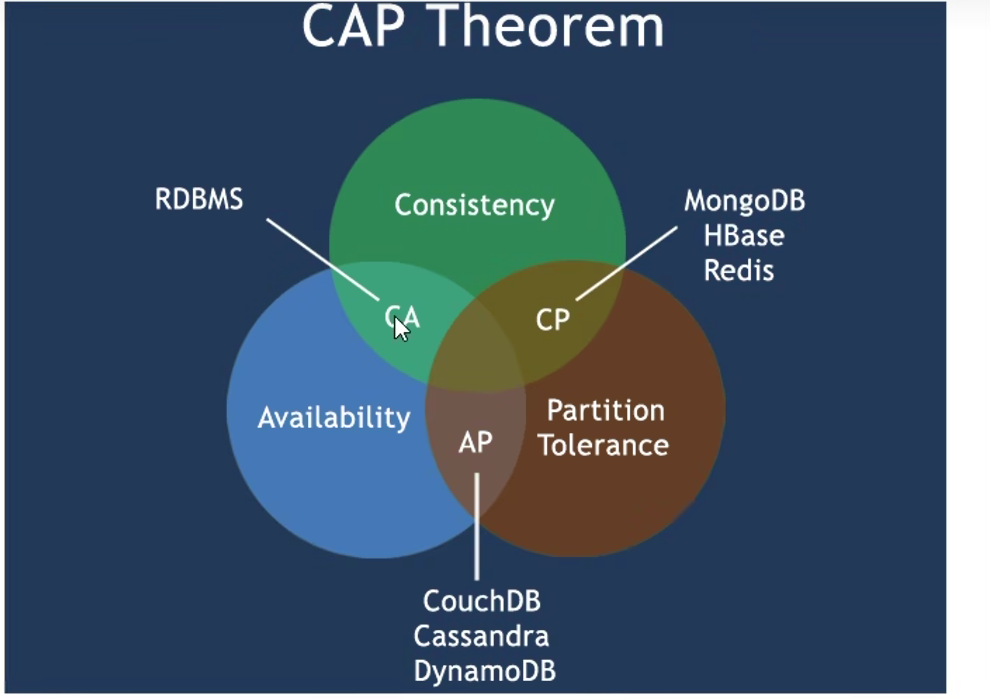 CAP Theorem
RDBMS
Consistency
MongoDB
HBase
Redis
CA
CP
Availability
Partition
Tolerance
AP
CouchDB
Cassandra
DynamoDB